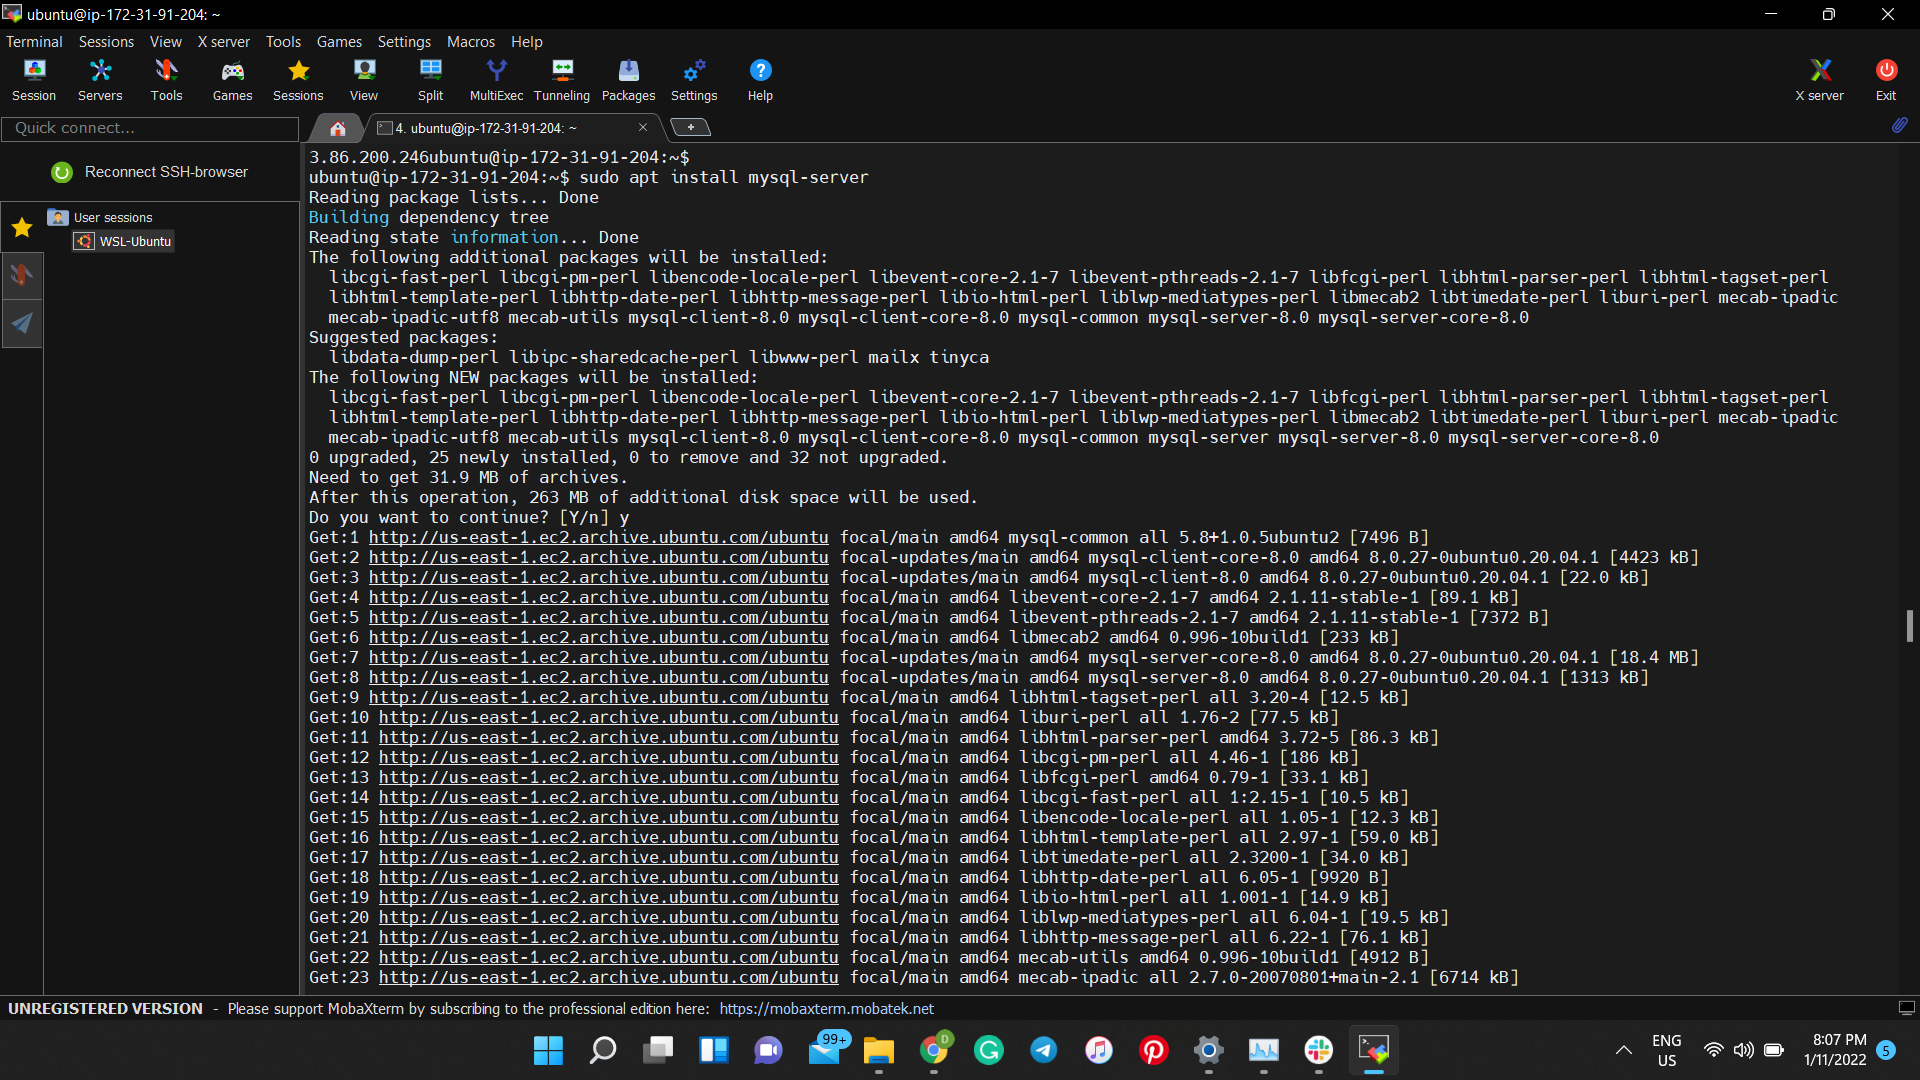 ubuntu@ip-172-31-91-204: ~
Terminal Sessions View X server Tools Games Settings Macros Help
Session Servers Tools Games Sessions View Split MultiExec Tunneling Packages Settings Help X server Exit
Quick connect...
4. ubuntu@ip-172-31-91-204: ~
Reconnect SSH-browser
User sessions
WSL-Ubuntu
3.86.200.246ubuntu@ip-172-31-91-204:~$
ubuntu@ip-172-31-91-204:~$ sudo apt install mysql-server
Reading package lists... Done
Building dependency tree
Reading state information... Done
The following additional packages will be installed:
libcgi-fast-perl libcgi-pm-perl libencode-locale-perl libevent-core-2.1-7 libevent-pthreads-2.1-7 libfcgi-perl libhtml-parser-perl libhtml-tagset-perl
libhtml-template-perl libhttp-date-perl libhttp-message-perl libio-html-perl liblwp-mediatypes-perl libmecab2 libtimedate-perl liburi-perl mecab-ipadic
mecab-ipadic-utf8 mecab-utils mysql-client-8.0 mysql-client-core-8.0 mysql-common mysql-server-8.0 mysql-server-core-8.0
Suggested packages:
libdata-dump-perl libipc-sharedcache-perl libwww-perl mailx tinyca
The following NEW packages will be installed:
libcgi-fast-perl libcgi-pm-perl libencode-locale-perl libevent-core-2.1-7 libevent-pthreads-2.1-7 libfcgi-perl libhtml-parser-perl libhtml-tagset-perl
libhtml-template-perl libhttp-date-perl libhttp-message-perl libio-html-perl liblwp-mediatypes-perl libmecab2 libtimedate-perl liburi-perl mecab-ipadic
mecab-ipadic-utf8 mecab-utils mysql-client-8.0 mysql-client-core-8.0 mysql-common mysql-server mysql-server-8.0 mysql-server-core-8.0
0 upgraded, 25 newly installed, 0 to remove and 32 not upgraded.
Need to get 31.9 MB of archives.
After this operation, 263 MB of additional disk space will be used.
Do you want to continue? [Y/n] y
Get:1 http://us-east-1.ec2.archive.ubuntu.com/ubuntu focal/main amd64 mysql-common all 5.8+1.0.5ubuntu2 [7496 B]
Get:2 http://us-east-1.ec2.archive.ubuntu.com/ubuntu focal-updates/main amd64 mysql-client-core-8.0 amd64 8.0.27-0ubuntu0.20.04.1 [4423 kB]
Get:3 http://us-east-1.ec2.archive.ubuntu.com/ubuntu focal-updates/main amd64 mysql-client-8.0 amd64 8.0.27-0ubuntu0.20.04.1 [22.0 kB]
Get:4 http://us-east-1.ec2.archive.ubuntu.com/ubuntu focal/main amd64 libevent-core-2.1-7 amd64 2.1.11-stable-1 [89.1 kB]
Get:5 http://us-east-1.ec2.archive.ubuntu.com/ubuntu focal/main amd64 libevent-pthreads-2.1-7 amd64 2.1.11-stable-1 [7372 B]
Get:6 http://us-east-1.ec2.archive.ubuntu.com/ubuntu focal/main amd64 libmecab2 amd64 0.996-10build1 [233 kB]
Get:7 http://us-east-1.ec2.archive.ubuntu.com/ubuntu focal-updates/main amd64 mysql-server-core-8.0 amd64 8.0.27-0ubuntu0.20.04.1 [18.4 MB]
Get:8 http://us-east-1.ec2.archive.ubuntu.com/ubuntu focal-updates/main amd64 mysql-server-8.0 amd64 8.0.27-0ubuntu0.20.04.1 [1313 kB]
Get:9 http://us-east-1.ec2.archive.ubuntu.com/ubuntu focal/main amd64 libhtml-tagset-perl all 3.20-4 [12.5 kB]
Get:10 http://us-east-1.ec2.archive.ubuntu.com/ubuntu focal/main amd64 liburi-perl all 1.76-2 [77.5 kB]
Get:11 http://us-east-1.ec2.archive.ubuntu.com/ubuntu focal/main amd64 libhtml-parser-perl amd64 3.72-5 [86.3 kB]
Get:12 http://us-east-1.ec2.archive.ubuntu.com/ubuntu focal/main amd64 libcgi-pm-perl all 4.46-1 [186 kB]
Get:13 http://us-east-1.ec2.archive.ubuntu.com/ubuntu focal/main amd64 libfcgi-perl amd64 0.79-1 [33.1 kB]
Get:14 http://us-east-1.ec2.archive.ubuntu.com/ubuntu focal/main amd64 libcgi-fast-perl all 1:2.15-1 [10.5 kB]
Get:15 http://us-east-1.ec2.archive.ubuntu.com/ubuntu focal/main amd64 libencode-locale-perl all 1.05-1 [12.3 kB]
Get:16 http://us-east-1.ec2.archive.ubuntu.com/ubuntu focal/main amd64 libhtml-template-perl all 2.97-1 [59.0 kB]
Get:17 http://us-east-1.ec2.archive.ubuntu.com/ubuntu focal/main amd64 libtimedate-perl all 2.3200-1 [34.0 kB]
Get:18 http://us-east-1.ec2.archive.ubuntu.com/ubuntu focal/main amd64 libhttp-date-perl all 6.05-1 [9920 B]
Get:19 http://us-east-1.ec2.archive.ubuntu.com/ubuntu focal/main amd64 libio-html-perl all 1.001-1 [14.9 kB]
Get:20 http://us-east-1.ec2.archive.ubuntu.com/ubuntu focal/main amd64 liblwp-mediatypes-perl all 6.04-1 [19.5 kB]
Get:21 http://us-east-1.ec2.archive.ubuntu.com/ubuntu focal/main amd64 libhttp-message-perl all 6.22-1 [76.1 kB]
Get:22 http://us-east-1.ec2.archive.ubuntu.com/ubuntu focal/main amd64 mecab-utils amd64 0.996-10build1 [4912 B]
Get:23 http://us-east-1.ec2.archive.ubuntu.com/ubuntu focal/main amd64 mecab-ipadic all 2.7.0-20070801+main-2.1 [6714 kB]
UNREGISTERED VERSION - Please support MobaXterm by subscribing to the professional edition here: https://mobaxterm.mobatek.net
99+
D
ENG
US
8:07 PM
1/11/2022
5